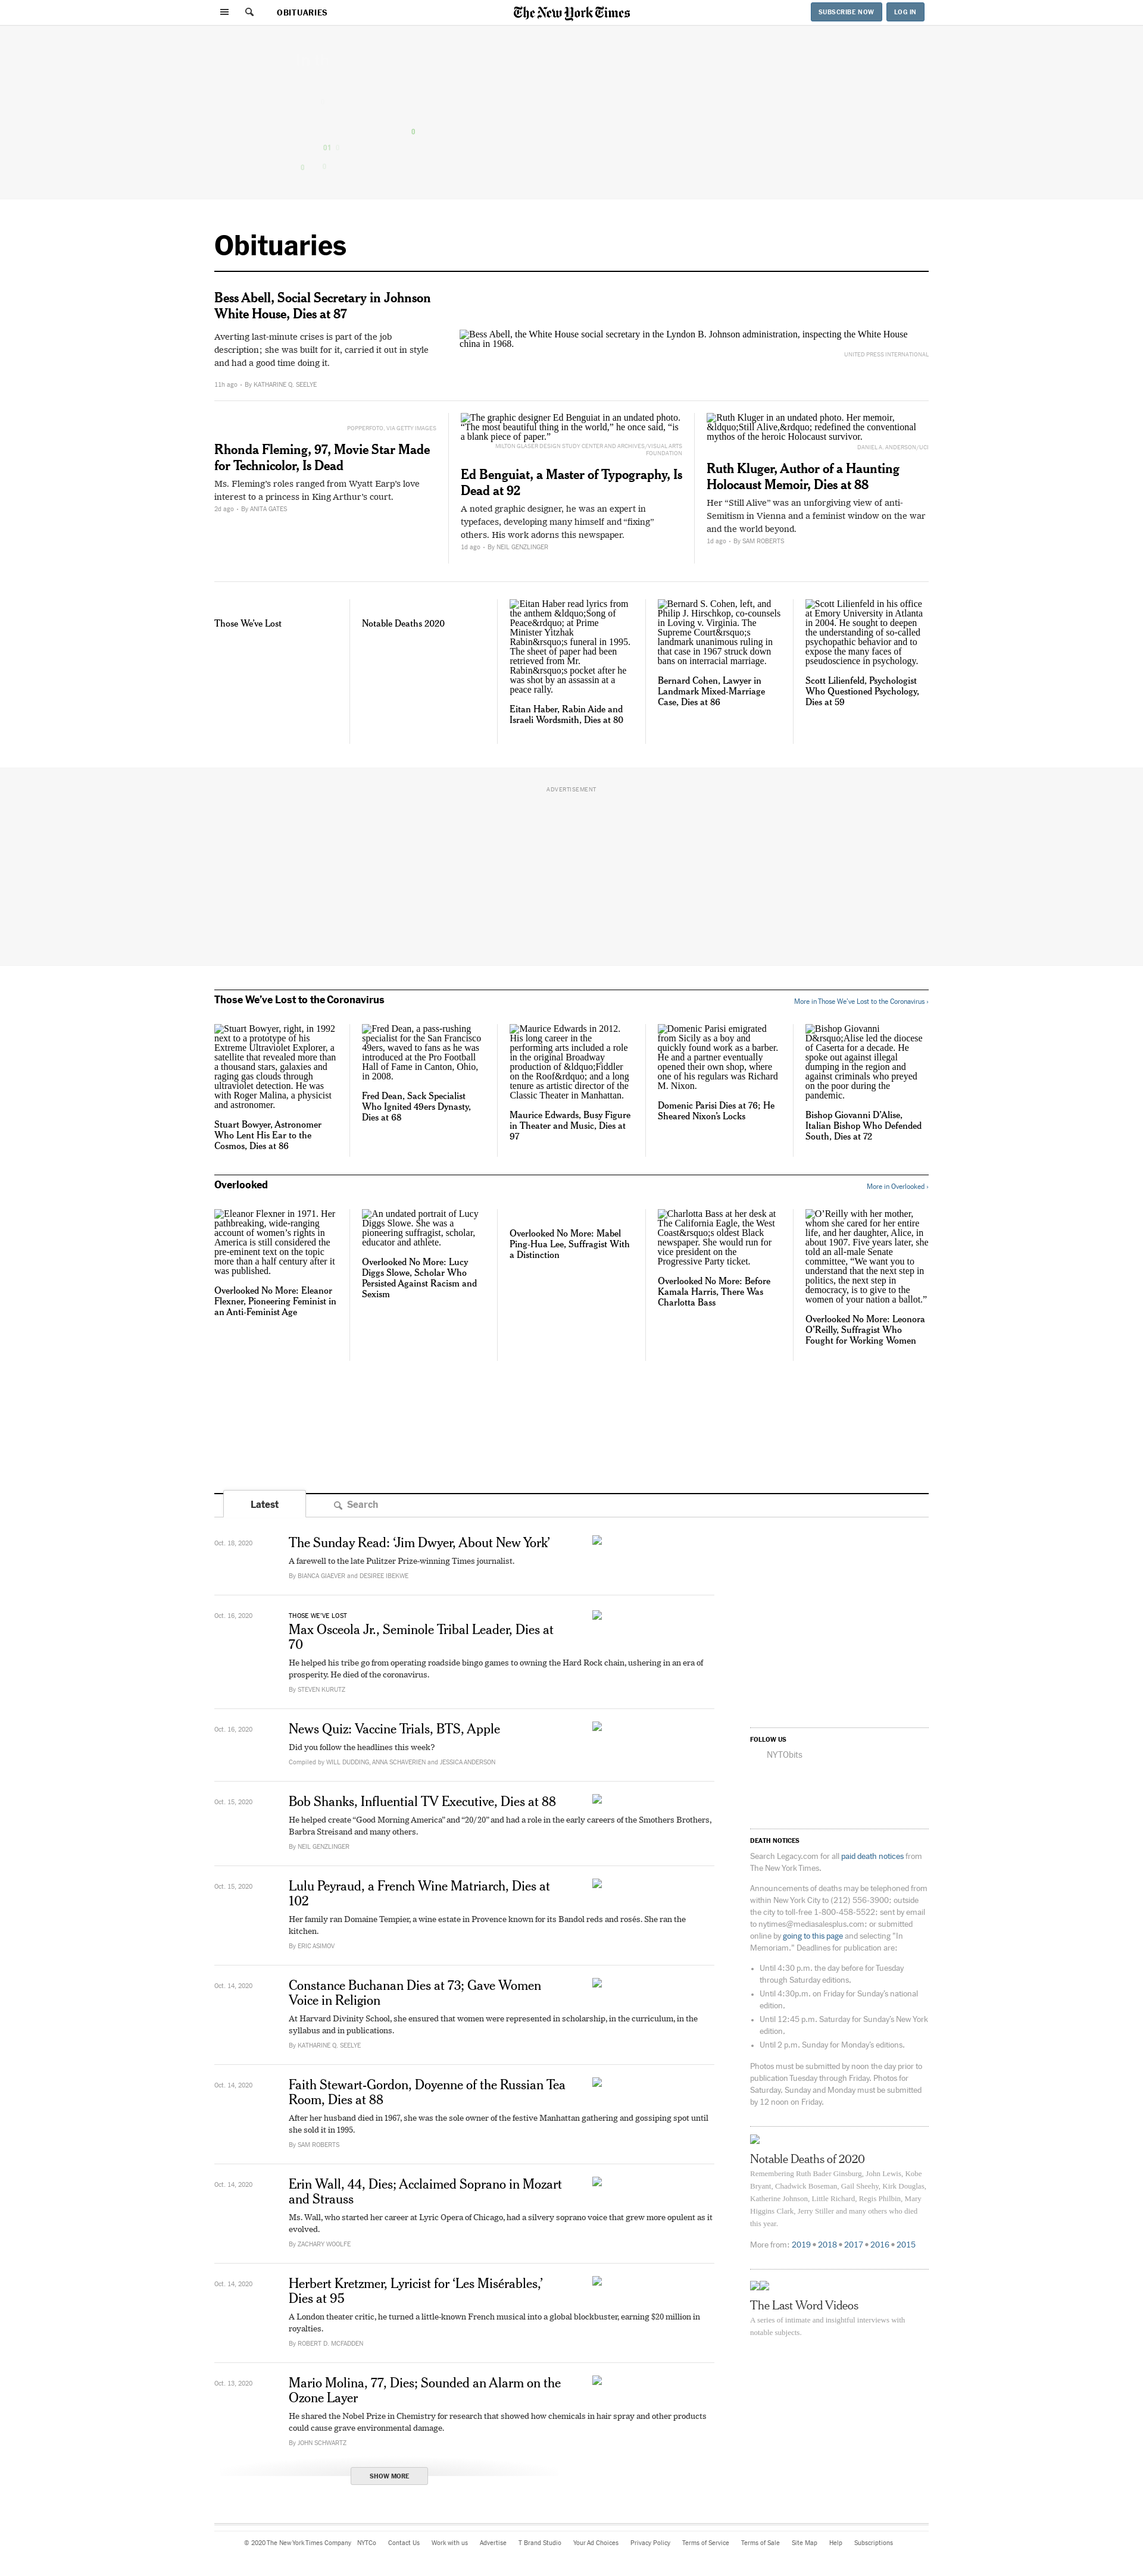 OBITUARIES
The New York Times
SUBSCRIBE NOW
LOG IN
0
01
Obituaries
Bess Abell, Social Secretary in Johnson
White House, Dies at 87
Averting last-minute crises is part of the job
description; she was built for it, carried it out in style
and had a good time doing it.
11h ago • By KATHARINE Q. SEELYE
Bess Abell, the White House social secretary in the Lyndon B. Johnson administration, inspecting the White House
china in 1968.
UNITED PRESS INTERNATIONAL
POPPERFOTO, VIA GETTY IMAGES
Rhonda Fleming, 97, Movie Star Made
for Technicolor, Is Dead
Ms. Fleming’s roles ranged from Wyatt Earp’s love
interest to a princess in King Arthur’s court.
2d ago • By ANITA GATES
The graphic designer Ed Benguiat in an undated photo.
“The most beautiful thing in the world,” he once said, “is
a blank piece of paper.”
MILTON GLASER DESIGN STUDY CENTER AND ARCHIVES/VISUAL ARTS
FOUNDATION
Ed Benguiat, a Master of Typography, Is
Dead at 92
A noted graphic designer, he was an expert in
typefaces, developing many himself and “fixing”
others. His work adorns this newspaper.
1d ago • By NEIL GENZLINGER
Ruth Kluger in an undated photo. Her memoir,
&ldquo;Still Alive,&rdquo; redefined the conventional
mythos of the heroic Holocaust survivor.
DANIEL A. ANDERSON/UCI
Ruth Kluger, Author of a Haunting
Holocaust Memoir, Dies at 88
Her “Still Alive” was an unforgiving view of anti-
Semitism in Vienna and a feminist window on the war
and the world beyond.
1d ago • By SAM ROBERTS
Those We’ve Lost
Notable Deaths 2020
Eitan Haber read lyrics from
the anthem &ldquo;Song of
Peace&rdquo; at Prime
Minister Yitzhak
Rabin&rsquo;s funeral in 1995.
The sheet of paper had been
retrieved from Mr.
Rabin&rsquo;s pocket after he
was shot by an assassin at a
peace rally.
Eitan Haber, Rabin Aide and
Israeli Wordsmith, Dies at 80
Bernard S. Cohen, left, and
Philip J. Hirschkop, co-counsels
in Loving v. Virginia. The
Supreme Court&rsquo;s
landmark unanimous ruling in
that case in 1967 struck down
bans on interracial marriage.
Bernard Cohen, Lawyer in
Landmark Mixed-Marriage
Case, Dies at 86
Scott Lilienfeld in his office
at Emory University in Atlanta
in 2004. He sought to deepen
the understanding of so-called
psychopathic behavior and to
expose the many faces of
pseudoscience in psychology.
Scott Lilienfeld, Psychologist
Who Questioned Psychology,
Dies at 59
ADVERTISEMENT
Those We’ve Lost to the Coronavirus
More in Those We’ve Lost to the Coronavirus ›
Stuart Bowyer, right, in 1992
next to a prototype of his
Extreme Ultraviolet Explorer, a
satellite that revealed more than
a thousand stars, galaxies and
raging gas clouds through
ultraviolet detection. He was
with Roger Malina, a physicist
and astronomer.
Stuart Bowyer, Astronomer
Who Lent His Ear to the
Cosmos, Dies at 86
Fred Dean, a pass-rushing
specialist for the San Francisco
49ers, waved to fans as he was
introduced at the Pro Football
Hall of Fame in Canton, Ohio,
in 2008.
Fred Dean, Sack Specialist
Who Ignited 49ers Dynasty,
Dies at 68
Maurice Edwards in 2012.
His long career in the
performing arts included a role
in the original Broadway
production of &ldquo;Fiddler
on the Roof&rdquo; and a long
tenure as artistic director of the
Classic Theater in Manhattan.
Maurice Edwards, Busy Figure
in Theater and Music, Dies at
97
Domenic Parisi emigrated
from Sicily as a boy and
quickly found work as a barber.
He and a partner eventually
opened their own shop, where
one of his regulars was Richard
M. Nixon.
Domenic Parisi Dies at 76; He
Sheared Nixon’s Locks
Bishop Giovanni
D&rsquo;Alise led the diocese
of Caserta for a decade. He
spoke out against illegal
dumping in the region and
against criminals who preyed
on the poor during the
pandemic.
Bishop Giovanni D’Alise,
Italian Bishop Who Defended
South, Dies at 72
Overlooked
More in Overlooked ›
Eleanor Flexner in 1971. Her
pathbreaking, wide-ranging
account of women’s rights in
America is still considered the
pre-eminent text on the topic
more than a half century after it
was published.
Overlooked No More: Eleanor
Flexner, Pioneering Feminist in
an Anti-Feminist Age
An undated portrait of Lucy
Diggs Slowe. She was a
pioneering suffragist, scholar,
educator and athlete.
Overlooked No More: Lucy
Diggs Slowe, Scholar Who
Persisted Against Racism and
Sexism
Overlooked No More: Mabel
Ping-Hua Lee, Suffragist With
a Distinction
Charlotta Bass at her desk at
The California Eagle, the West
Coast&rsquo;s oldest Black
newspaper. She would run for
vice president on the
Progressive Party ticket.
Overlooked No More: Before
Kamala Harris, There Was
Charlotta Bass
O’Reilly with her mother,
whom she cared for her entire
life, and her daughter, Alice, in
about 1907. Five years later, she
told an all-male Senate
committee, “We want you to
understand that the next step in
politics, the next step in
democracy, is to give to the
women of your nation a ballot.”
Overlooked No More: Leonora
O’Reilly, Suffragist Who
Fought for Working Women
Latest
Search
Oct. 18, 2020
The Sunday Read: ‘Jim Dwyer, About New York’
A farewell to the late Pulitzer Prize-winning Times journalist.
By BIANCA GIAEVER and DESIREE IBEKWE
Oct. 16, 2020
THOSE WE’VE LOST
Max Osceola Jr., Seminole Tribal Leader, Dies at
70
He helped his tribe go from operating roadside bingo games to owning the Hard Rock chain, ushering in an era of
prosperity. He died of the coronavirus.
By STEVEN KURUTZ
Oct. 16, 2020
News Quiz: Vaccine Trials, BTS, Apple
Did you follow the headlines this week?
Compiled by WILL DUDDING, ANNA SCHAVERIEN and JESSICA ANDERSON
Oct. 15, 2020
Bob Shanks, Influential TV Executive, Dies at 88
He helped create “Good Morning America” and “20/20” and had a role in the early careers of the Smothers Brothers,
Barbra Streisand and many others.
By NEIL GENZLINGER
Oct. 15, 2020
Lulu Peyraud, a French Wine Matriarch, Dies at
102
Her family ran Domaine Tempier, a wine estate in Provence known for its Bandol reds and rosés. She ran the
kitchen.
By ERIC ASIMOV
Oct. 14, 2020
Constance Buchanan Dies at 73; Gave Women
Voice in Religion
At Harvard Divinity School, she ensured that women were represented in scholarship, in the curriculum, in the
syllabus and in publications.
By KATHARINE Q. SEELYE
Oct. 14, 2020
Faith Stewart-Gordon, Doyenne of the Russian Tea
Room, Dies at 88
After her husband died in 1967, she was the sole owner of the festive Manhattan gathering and gossiping spot until
she sold it in 1995.
By SAM ROBERTS
Oct. 14, 2020
Erin Wall, 44, Dies; Acclaimed Soprano in Mozart
and Strauss
Ms. Wall, who started her career at Lyric Opera of Chicago, had a silvery soprano voice that grew more opulent as it
evolved.
By ZACHARY WOOLFE
Oct. 14, 2020
Herbert Kretzmer, Lyricist for ‘Les Misérables,’
Dies at 95
A London theater critic, he turned a little-known French musical into a global blockbuster, earning $20 million in
royalties.
By ROBERT D. MCFADDEN
Oct. 13, 2020
Mario Molina, 77, Dies; Sounded an Alarm on the
Ozone Layer
He shared the Nobel Prize in Chemistry for research that showed how chemicals in hair spray and other products
could cause grave environmental damage.
By JOHN SCHWARTZ
SHOW MORE
FOLLOW US
NYTObits
DEATH NOTICES
Search Legacy.com for all paid death notices from
The New York Times.
Announcements of deaths may be telephoned from
within New York City to (212) 556-3900; outside
the city to toll-free 1-800-458-5522; sent by email
to nytimes@mediasalesplus.com; or submitted
online by going to this page and selecting "In
Memoriam." Deadlines for publication are:
• Until 4:30 p.m. the day before for Tuesday
through Saturday editions.
• Until 4:30p.m. on Friday for Sunday’s national
edition.
• Until 12:45 p.m. Saturday for Sunday’s New York
edition.
• Until 2 p.m. Sunday for Monday’s editions.
Photos must be submitted by noon the day prior to
publication Tuesday through Friday. Photos for
Saturday, Sunday and Monday must be submitted
by 12 noon on Friday.
Notable Deaths of 2020
Remembering Ruth Bader Ginsburg, John Lewis, Kobe
Bryant, Chadwick Boseman, Gail Sheehy, Kirk Douglas,
Katherine Johnson, Little Richard, Regis Philbin, Mary
Higgins Clark, Jerry Stiller and many others who died
this year.
More from: 2019 • 2018 • 2017 • 2016 • 2015
The Last Word Videos
A series of intimate and insightful interviews with
notable subjects.
© 2020 The New York Times Company NYTCo Contact Us Work with us Advertise T Brand Studio Your Ad Choices Privacy Policy Terms of Service Terms of Sale Site Map Help Subscriptions